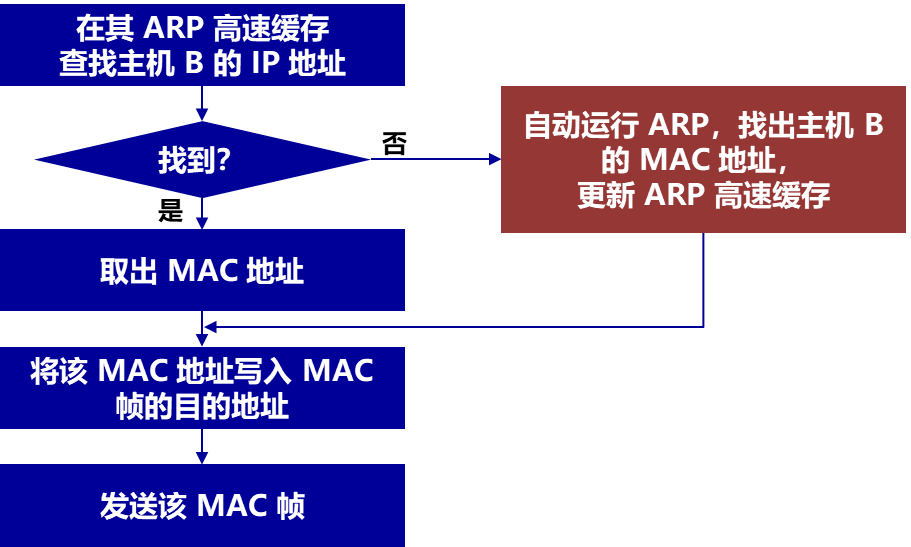 在其 ARP 高速缓存
查找主机 B 的 IP 地址
找到？
否
是
自动运行 ARP，找出主机 B
的 MAC 地址，
更新 ARP 高速缓存
取出 MAC 地址
将该 MAC 地址写入 MAC
帧的目的地址
发送该 MAC 帧